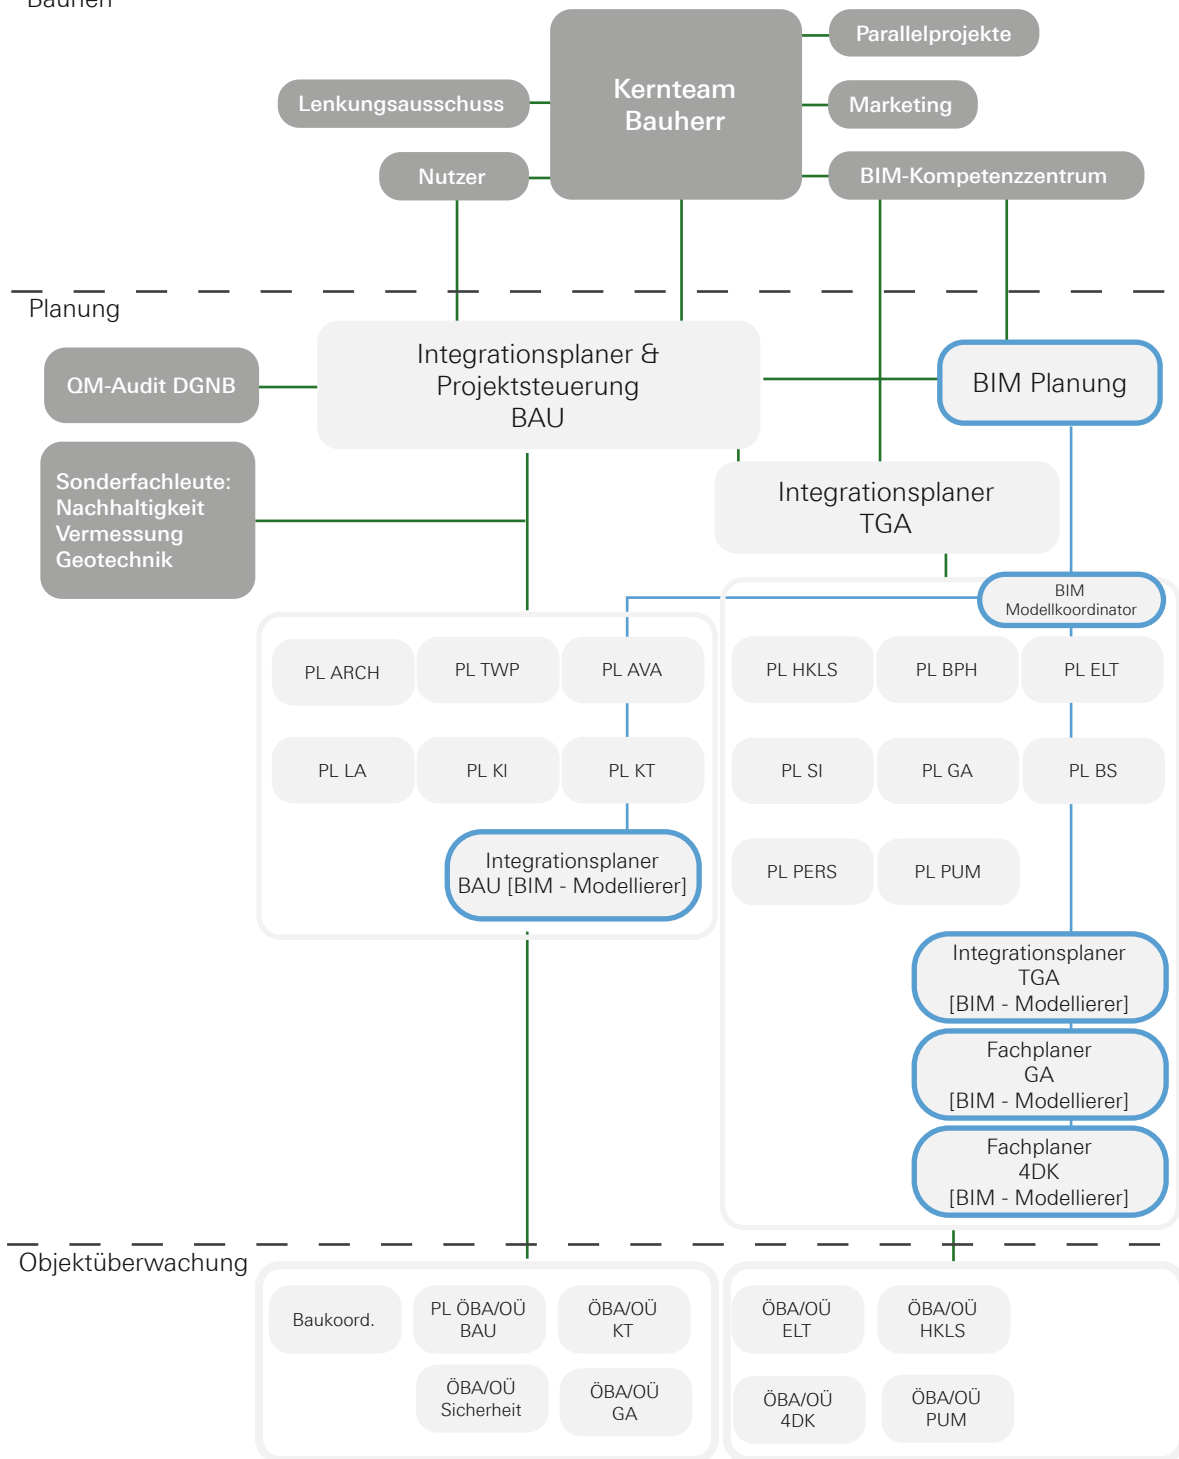 Bauherr
Parallelprojekte
Kernteam
Bauherr
Lenkungsausschuss
Marketing
Nutzer
BIM-Kompetenzzentrum
Planung
Integrationsplaner &
Projektsteuerung
BAU
QM-Audit DGNB
BIM Planung
Sonderfachleute:
Nachhaltigkeit
Vermessung
Geotechnik
Integrationsplaner
TGA
BIM
Modellkoordinator
PL ARCH
PL TWP
PL AVA
PL HKLS
PL BPH
PL ELT
PL LA
PL KI
PL KT
PL SI
PL GA
PL BS
Integrationsplaner
BAU [BIM - Modellierer]
PL PERS
PL PUM
Integrationsplaner
TGA
[BIM - Modellierer]
Fachplaner
GA
[BIM - Modellierer]
Fachplaner
4DK
[BIM - Modellierer]
Objektüberwachung
Baukoord.
PL ÖBA/OÜ
BAU
ÖBA/OÜ
KT
ÖBA/OÜ
ELT
ÖBA/OÜ
HKLS
ÖBA/OÜ
Sicherheit
ÖBA/OÜ
GA
ÖBA/OÜ
4DK
ÖBA/OÜ
PUM